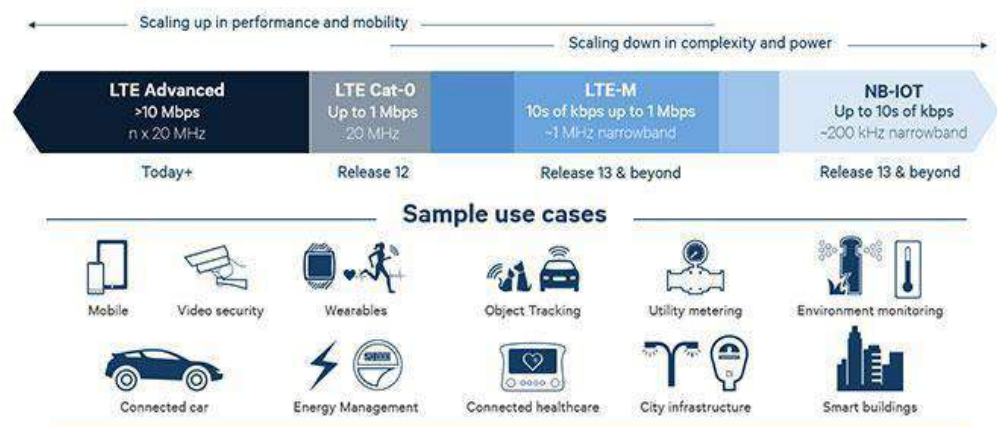 Scaling up in performance and mobility
Scaling down in complexity and power
LTE Advanced
>10 Mbps
n x 20 MHz
LTE Cat-0
Up to 1 Mbps
20 MHz
LTE-M
10s of kbps up to 1 Mbps
~1 MHz narrowband
NB-IOT
Up to 10s of kbps
~200 kHz narrowband
Today+
Release 12
Release 13 & beyond
Release 13 & beyond
Sample use cases
Mobile
Video security
Wearables
Object Tracking
Utility metering
Environment monitoring
Connected car
Energy Management
Connected healthcare
City infrastructure
Smart buildings